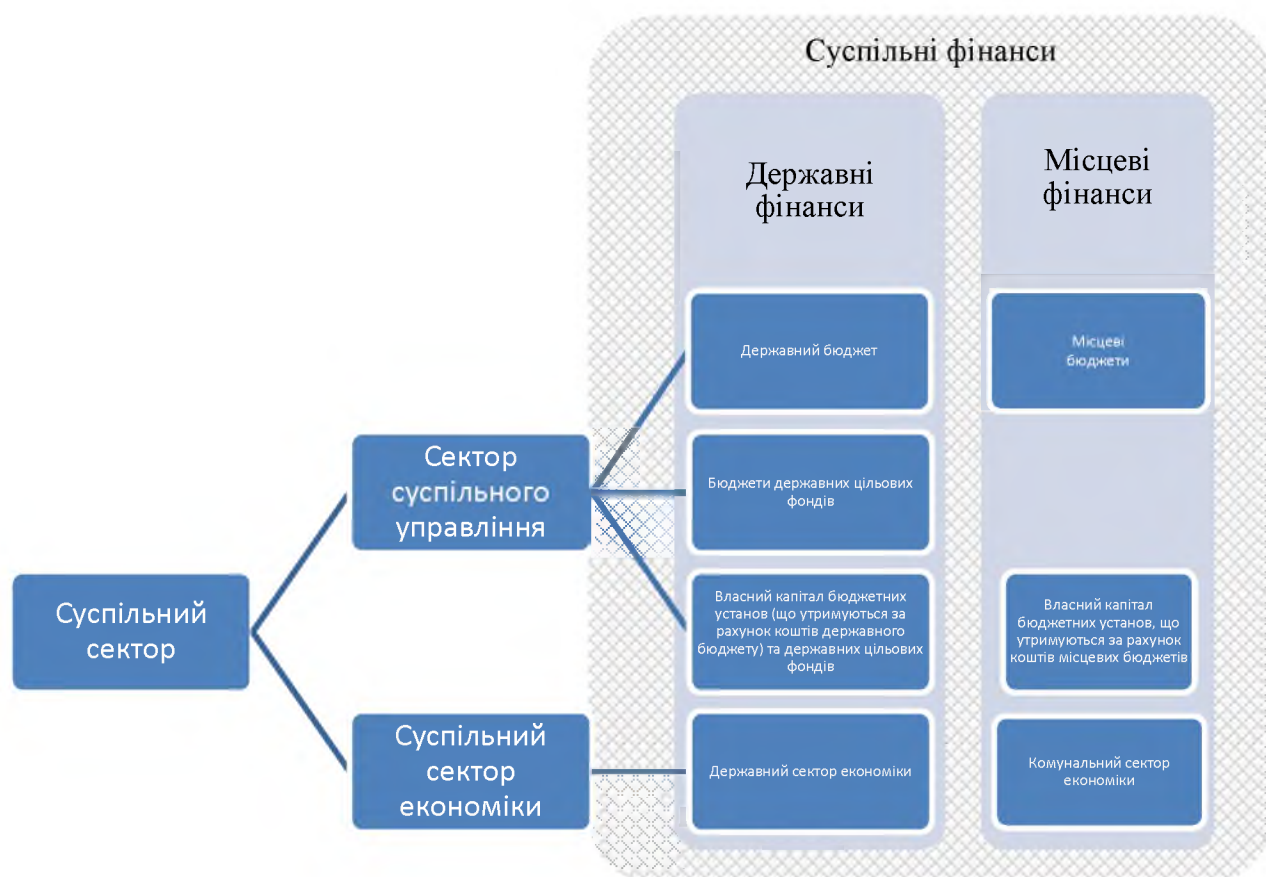 Суспільні фінанси
Державні
фінанси
Місцеві
фінанси
Державний бюджет
Місцеві
бюджети
Сектор
суспільного
управління
Бюджети державних цільових
фондів
Суспільний
сектор
Власний капітал бюджетних
установ (що утримуються за
рахунок коштів державного
бюджету) та державних цільових
фондів
Власний капітал
бюджетних установ, що
утримуються за рахунок
коштів місцевих бюджетів
Суспільний
сектор
економіки
Державний сектор економіки
Комунальний сектор
економіки